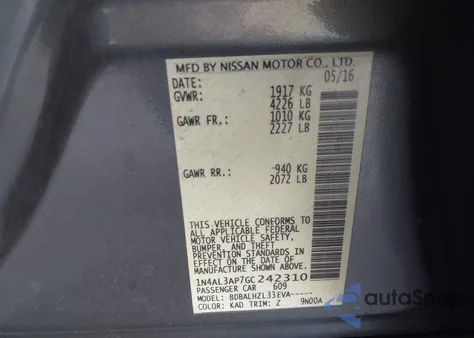 MFD BY NISSAN MOTOR CO., LTD.
DATE: 05/16
GVWR: 1917 KG
4226 LB
GAWR FR.: 1010 KG
2227 LB
GAWR RR.: 940 KG
2072 LB
THIS VEHICLE CONFORMS TO
ALL APPLICABLE FEDERAL
MOTOR VEHICLE SAFETY,
BUMPER, AND THEFT
PREVENTION STANDARDS IN
EFFECT ON THE DATE OF
MANUFACTURE SHOWN ABOVE.
1N4AL3AP7GC242310
PASSENGER CAR 609
MODEL: BDBALHZL33EVA-----
COLOR: KAD TRIM: Z 9N00A
AutoSnap